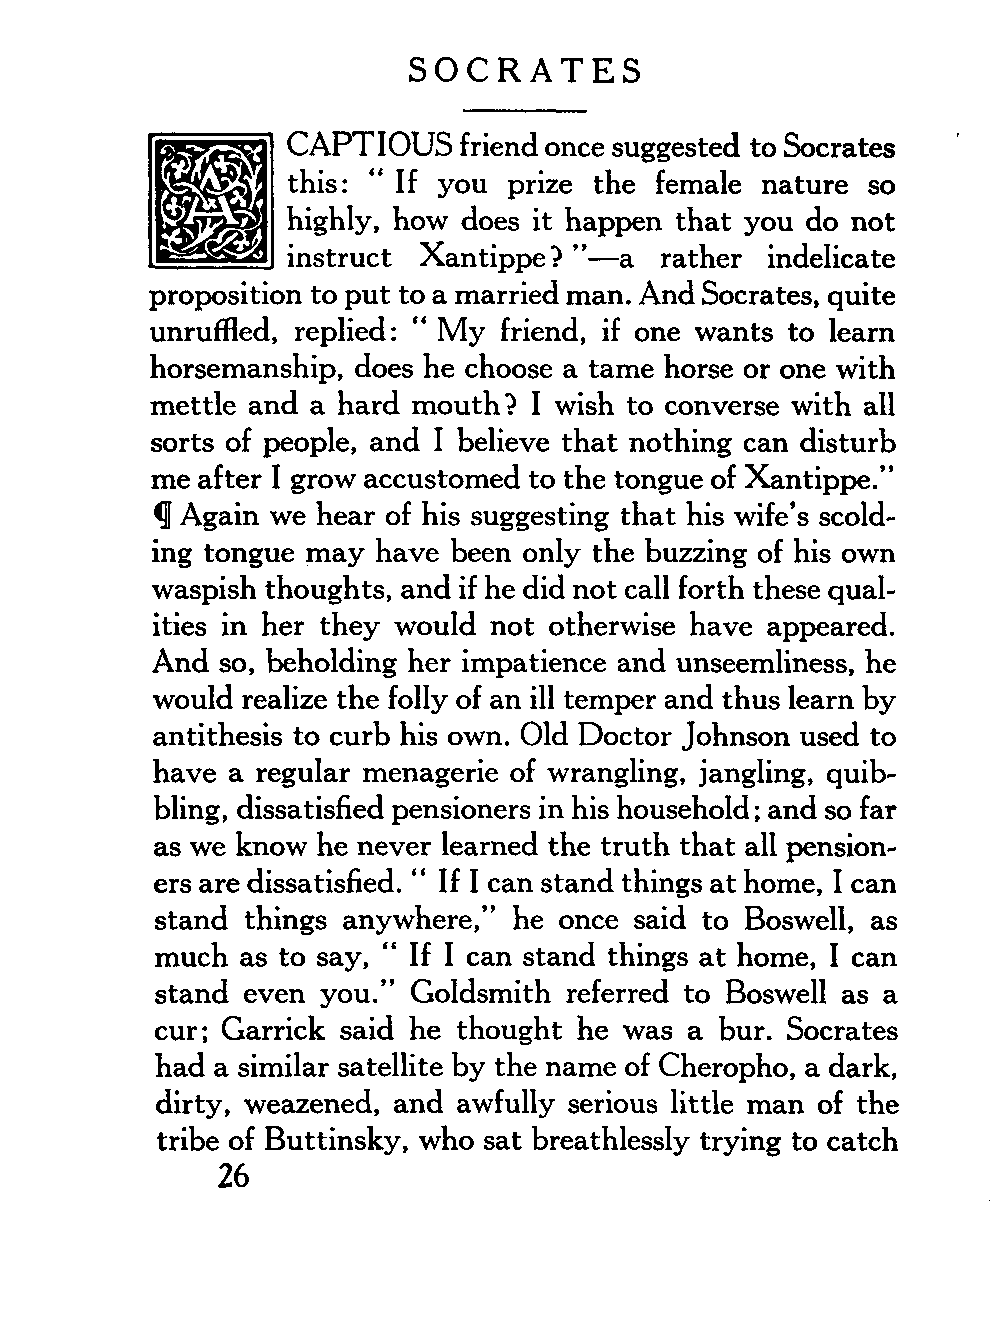 SOCRATES
A CAPTIOUS friend once suggested to Socrates
this: " If you prize the female nature so
highly, how does it happen that you do not
instruct Xantippe? "—a rather indelicate
proposition to put to a married man. And Socrates, quite
unruffled, replied: " My friend, if one wants to learn
horsemanship, does he choose a tame horse or one with
mettle and a hard mouth? I wish to converse with all
sorts of people, and I believe that nothing can disturb
me after I grow accustomed to the tongue of Xantippe."
¶ Again we hear of his suggesting that his wife's scold-
ing tongue may have been only the buzzing of his own
waspish thoughts, and if he did not call forth these qual-
ities in her they would not otherwise have appeared.
And so, beholding her impatience and unseemliness, he
would realize the folly of an ill temper and thus learn by
antithesis to curb his own. Old Doctor Johnson used to
have a regular menagerie of wrangling, jangling, quib-
bling, dissatisfied pensioners in his household; and so far
as we know he never learned the truth that all pension-
ers are dissatisfied. " If I can stand things at home, I can
stand things anywhere," he once said to Boswell, as
much as to say, " If I can stand things at home, I can
stand even you." Goldsmith referred to Boswell as a
cur; Garrick said he thought he was a bur. Socrates
had a similar satellite by the name of Cheropho, a dark,
dirty, weazened, and awfully serious little man of the
tribe of Buttinsky, who sat breathlessly trying to catch
26